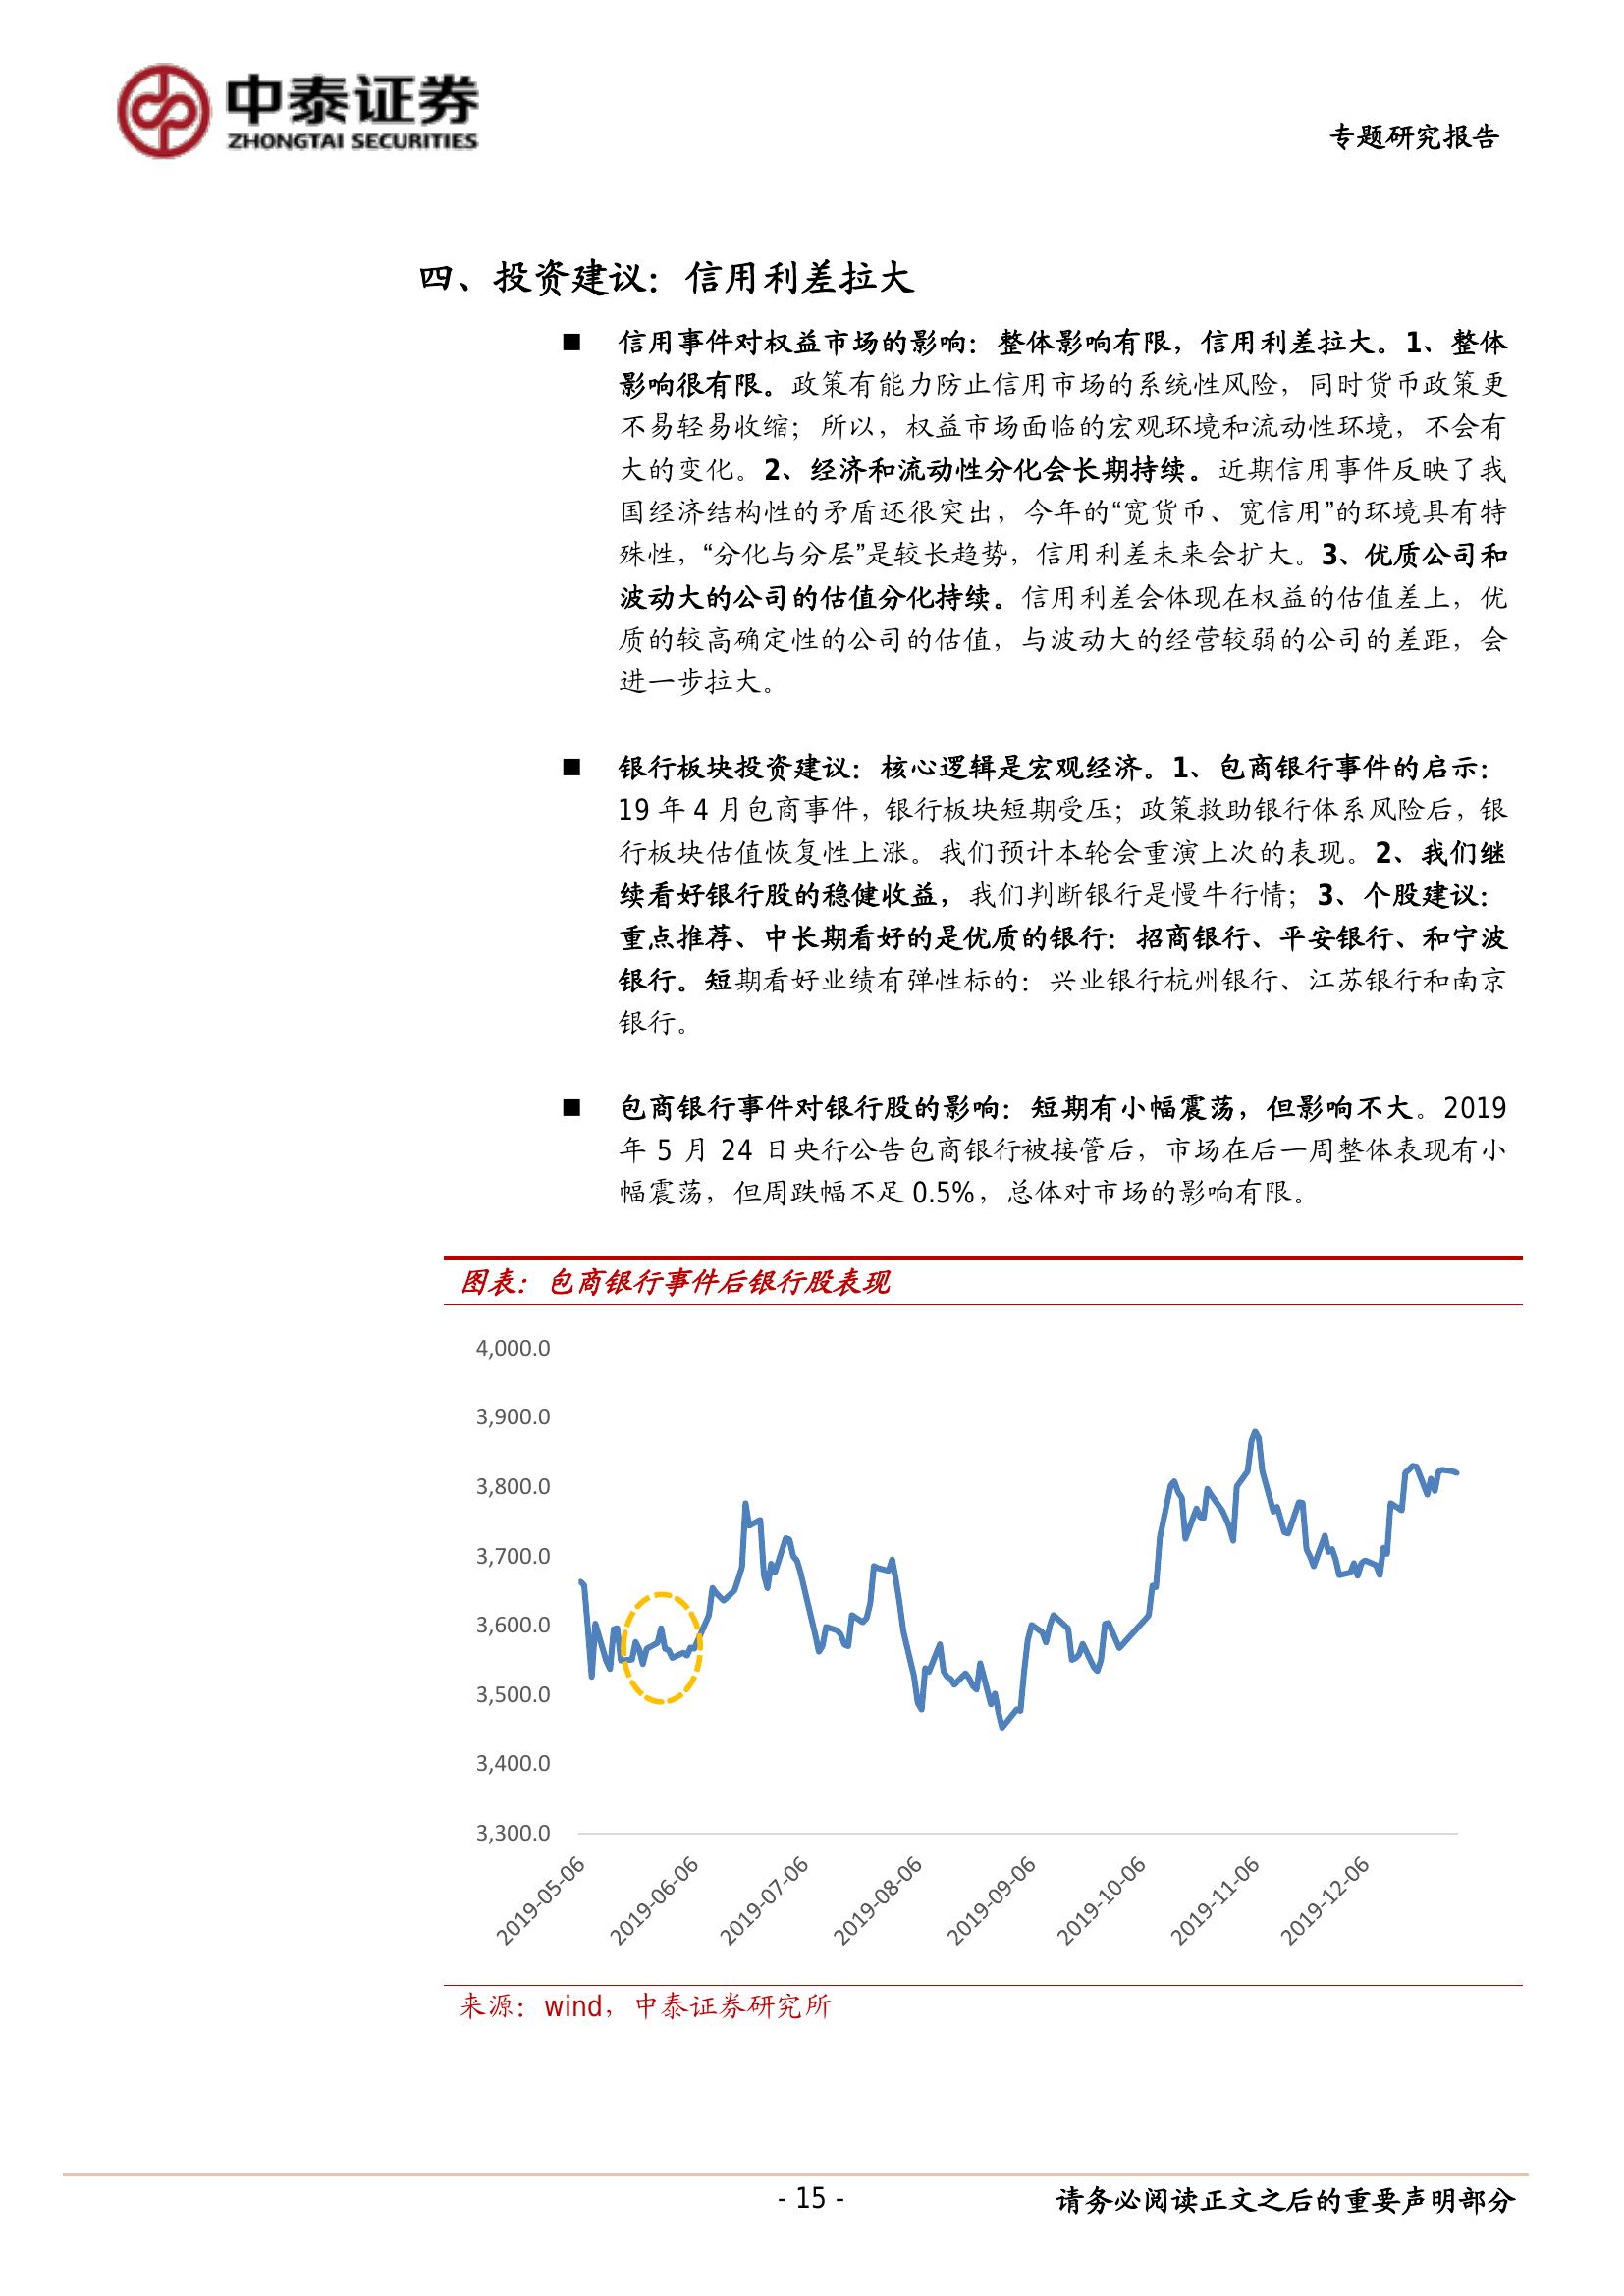 中泰证券
ZHONGTAI SECURITIES
专题研究报告
四、投资建议：信用利差拉大
■ 信用事件对权益市场的影响：整体影响有限，信用利差拉大。1、整体
影响很有限。政策有能力防止信用市场的系统性风险，同时货币政策更
不易轻易收缩；所以，权益市场面临的宏观环境和流动性环境，不会有
大的变化。2、经济和流动性分化会长期持续。近期信用事件反映了我
国经济结构性的矛盾还很突出，今年的“宽货币、宽信用”的环境具有特
殊性，“分化与分层”是较长趋势，信用利差未来会扩大。3、优质公司和
波动大的公司的估值分化持续。信用利差会体现在权益的估值差上，优
质的较高确定性的公司的估值，与波动大的经营较弱的公司的差距，会
进一步拉大。
■ 银行板块投资建议：核心逻辑是宏观经济。1、包商银行事件的启示：
19 年 4 月包商事件，银行板块短期受压；政策救助银行体系风险后，银
行板块估值恢复性上涨。我们预计本轮会重演上次的表现。2、我们继
续看好银行股的稳健收益，我们判断银行是慢牛行情；3、个股建议：
重点推荐、中长期看好的是优质的银行：招商银行、平安银行、和宁波
银行。短期看好业绩有弹性标的：兴业银行杭州银行、江苏银行和南京
银行。
■ 包商银行事件对银行股的影响：短期有小幅震荡，但影响不大。2019
年 5 月 24 日央行公告包商银行被接管后，市场在后一周整体表现有小
幅震荡，但周跌幅不足 0.5%，总体对市场的影响有限。
图表：包商银行事件后银行股表现
4,000.0
3,900.0
3,800.0
3,700.0
3,600.0
3,500.0
3,400.0
3,300.0
2019-05-06
2019-06-06
2019-07-06
2019-08-06
2019-09-06
2019-10-06
2019-11-06
2019-12-06
来源：wind，中泰证券研究所
- 15 -
请务必阅读正文之后的重要声明部分